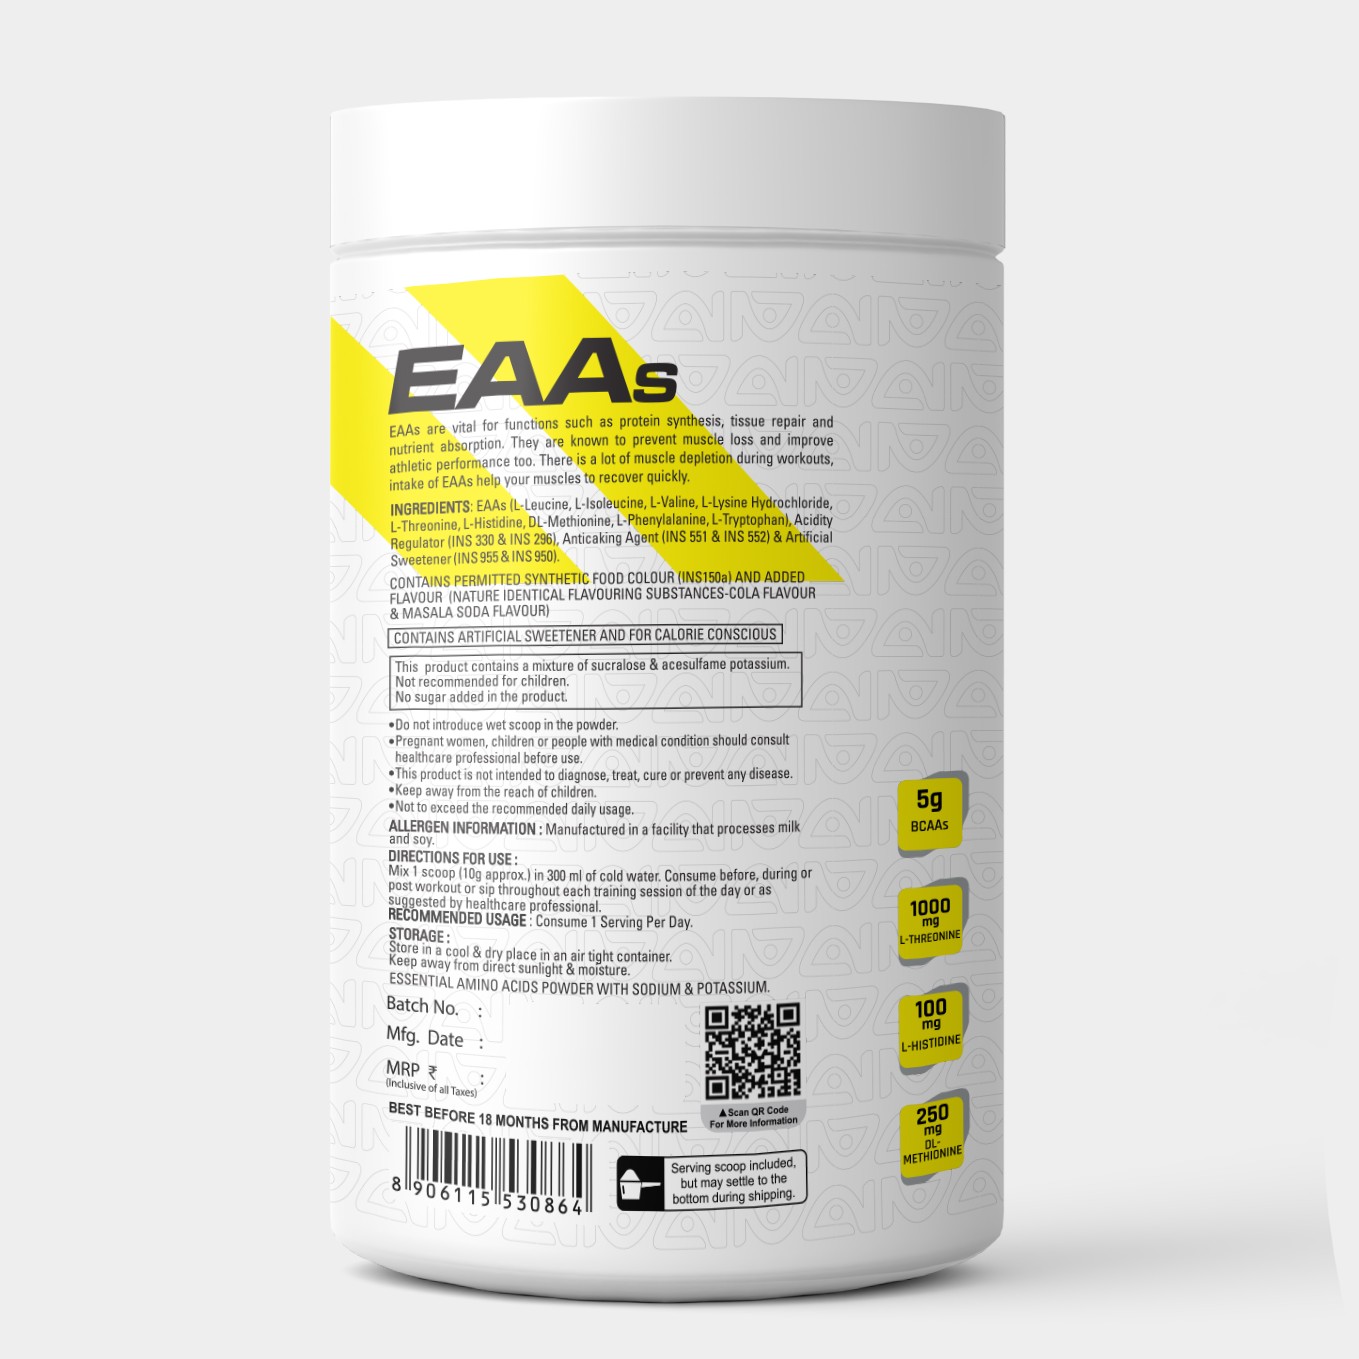 EAAs
EAAs are vital for functions such as protein synthesis, tissue repair and
nutrient absorption. They are known to prevent muscle loss and improve
athletic performance too. There is a lot of muscle depletion during workouts,
intake of EAAs help your muscles to recover quickly.
INGREDIENTS: EAAs (L-Leucine, L-Isoleucine, L-Valine, L-Lysine Hydrochloride,
L-Threonine, L-Histidine, DL-Methionine, L-Phenylalanine, L-Tryptophan), Acidity
Regulator (INS 330 & INS 296), Anticaking Agent (INS 551 & INS 552) & Artificial
Sweetener (INS 955 & INS 950).
CONTAINS PERMITTED SYNTHETIC FOOD COLOUR (INS150a) AND ADDED
FLAVOUR (NATURE IDENTICAL FLAVOURING SUBSTANCES-COLA FLAVOUR
& MASALA SODA FLAVOUR)
CONTAINS ARTIFICIAL SWEETENER AND FOR CALORIE CONSCIOUS
This product contains a mixture of sucralose & acesulfame potassium.
Not recommended for children.
No sugar added in the product.
•Do not introduce wet scoop in the powder.
•Pregnant women, children or people with medical condition should consult
healthcare professional before use.
•This product is not intended to diagnose, treat, cure or prevent any disease.
•Keep away from the reach of children.
•Not to exceed the recommended daily usage.
ALLERGEN INFORMATION : Manufactured in a facility that processes milk
and soy.
DIRECTIONS FOR USE :
Mix 1 scoop (10g approx.) in 300 ml of cold water. Consume before, during or
post workout or sip throughout each training session of the day or as
suggested by healthcare professional.
RECOMMENDED USAGE : Consume 1 Serving Per Day.
STORAGE :
Store in a cool & dry place in an air tight container.
Keep away from direct sunlight & moisture.
ESSENTIAL AMINO ACIDS POWDER WITH SODIUM & POTASSIUM.
Batch No. :
Mfg. Date :
MRP ₹ :
(Inclusive of all Taxes)
BEST BEFORE 18 MONTHS FROM MANUFACTURE
8 906115 530864
▲Scan QR Code
For More Information
Serving scoop included,
but may settle to the
bottom during shipping.
5g
BCAAs
1000
mg
L-THREONINE
100
mg
L-HISTIDINE
250
mg
DL-
METHIONINE